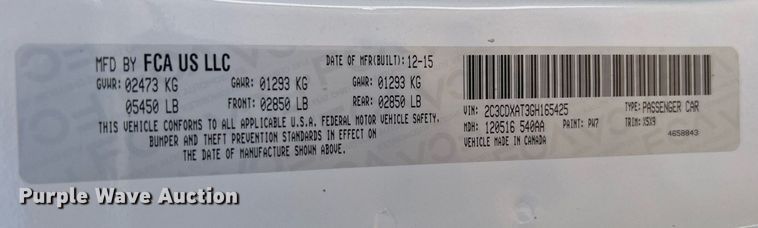 MFD BY FCA US LLC DATE OF MFR(BUILT): 12-15
GVWR: 02473 KG GAWR: 01293 KG GAWR: 01293 KG
05450 LB FRONT: 02850 LB REAR: 02850 LB
THIS VEHICLE CONFORMS TO ALL APPLICABLE U.S.A. FEDERAL MOTOR VEHICLE SAFETY,
BUMPER AND THEFT PREVENTION STANDARDS IN EFFECT ON
THE DATE OF MANUFACTURE SHOWN ABOVE.
VIN: 2C3CDXAT3GH165425 TYPE: PASSENGER CAR
MDH: 120516 540AA PAINT: PW7 TRIM: X5X9
VEHICLE MADE IN CANADA 4658843
Purple Wave Auction